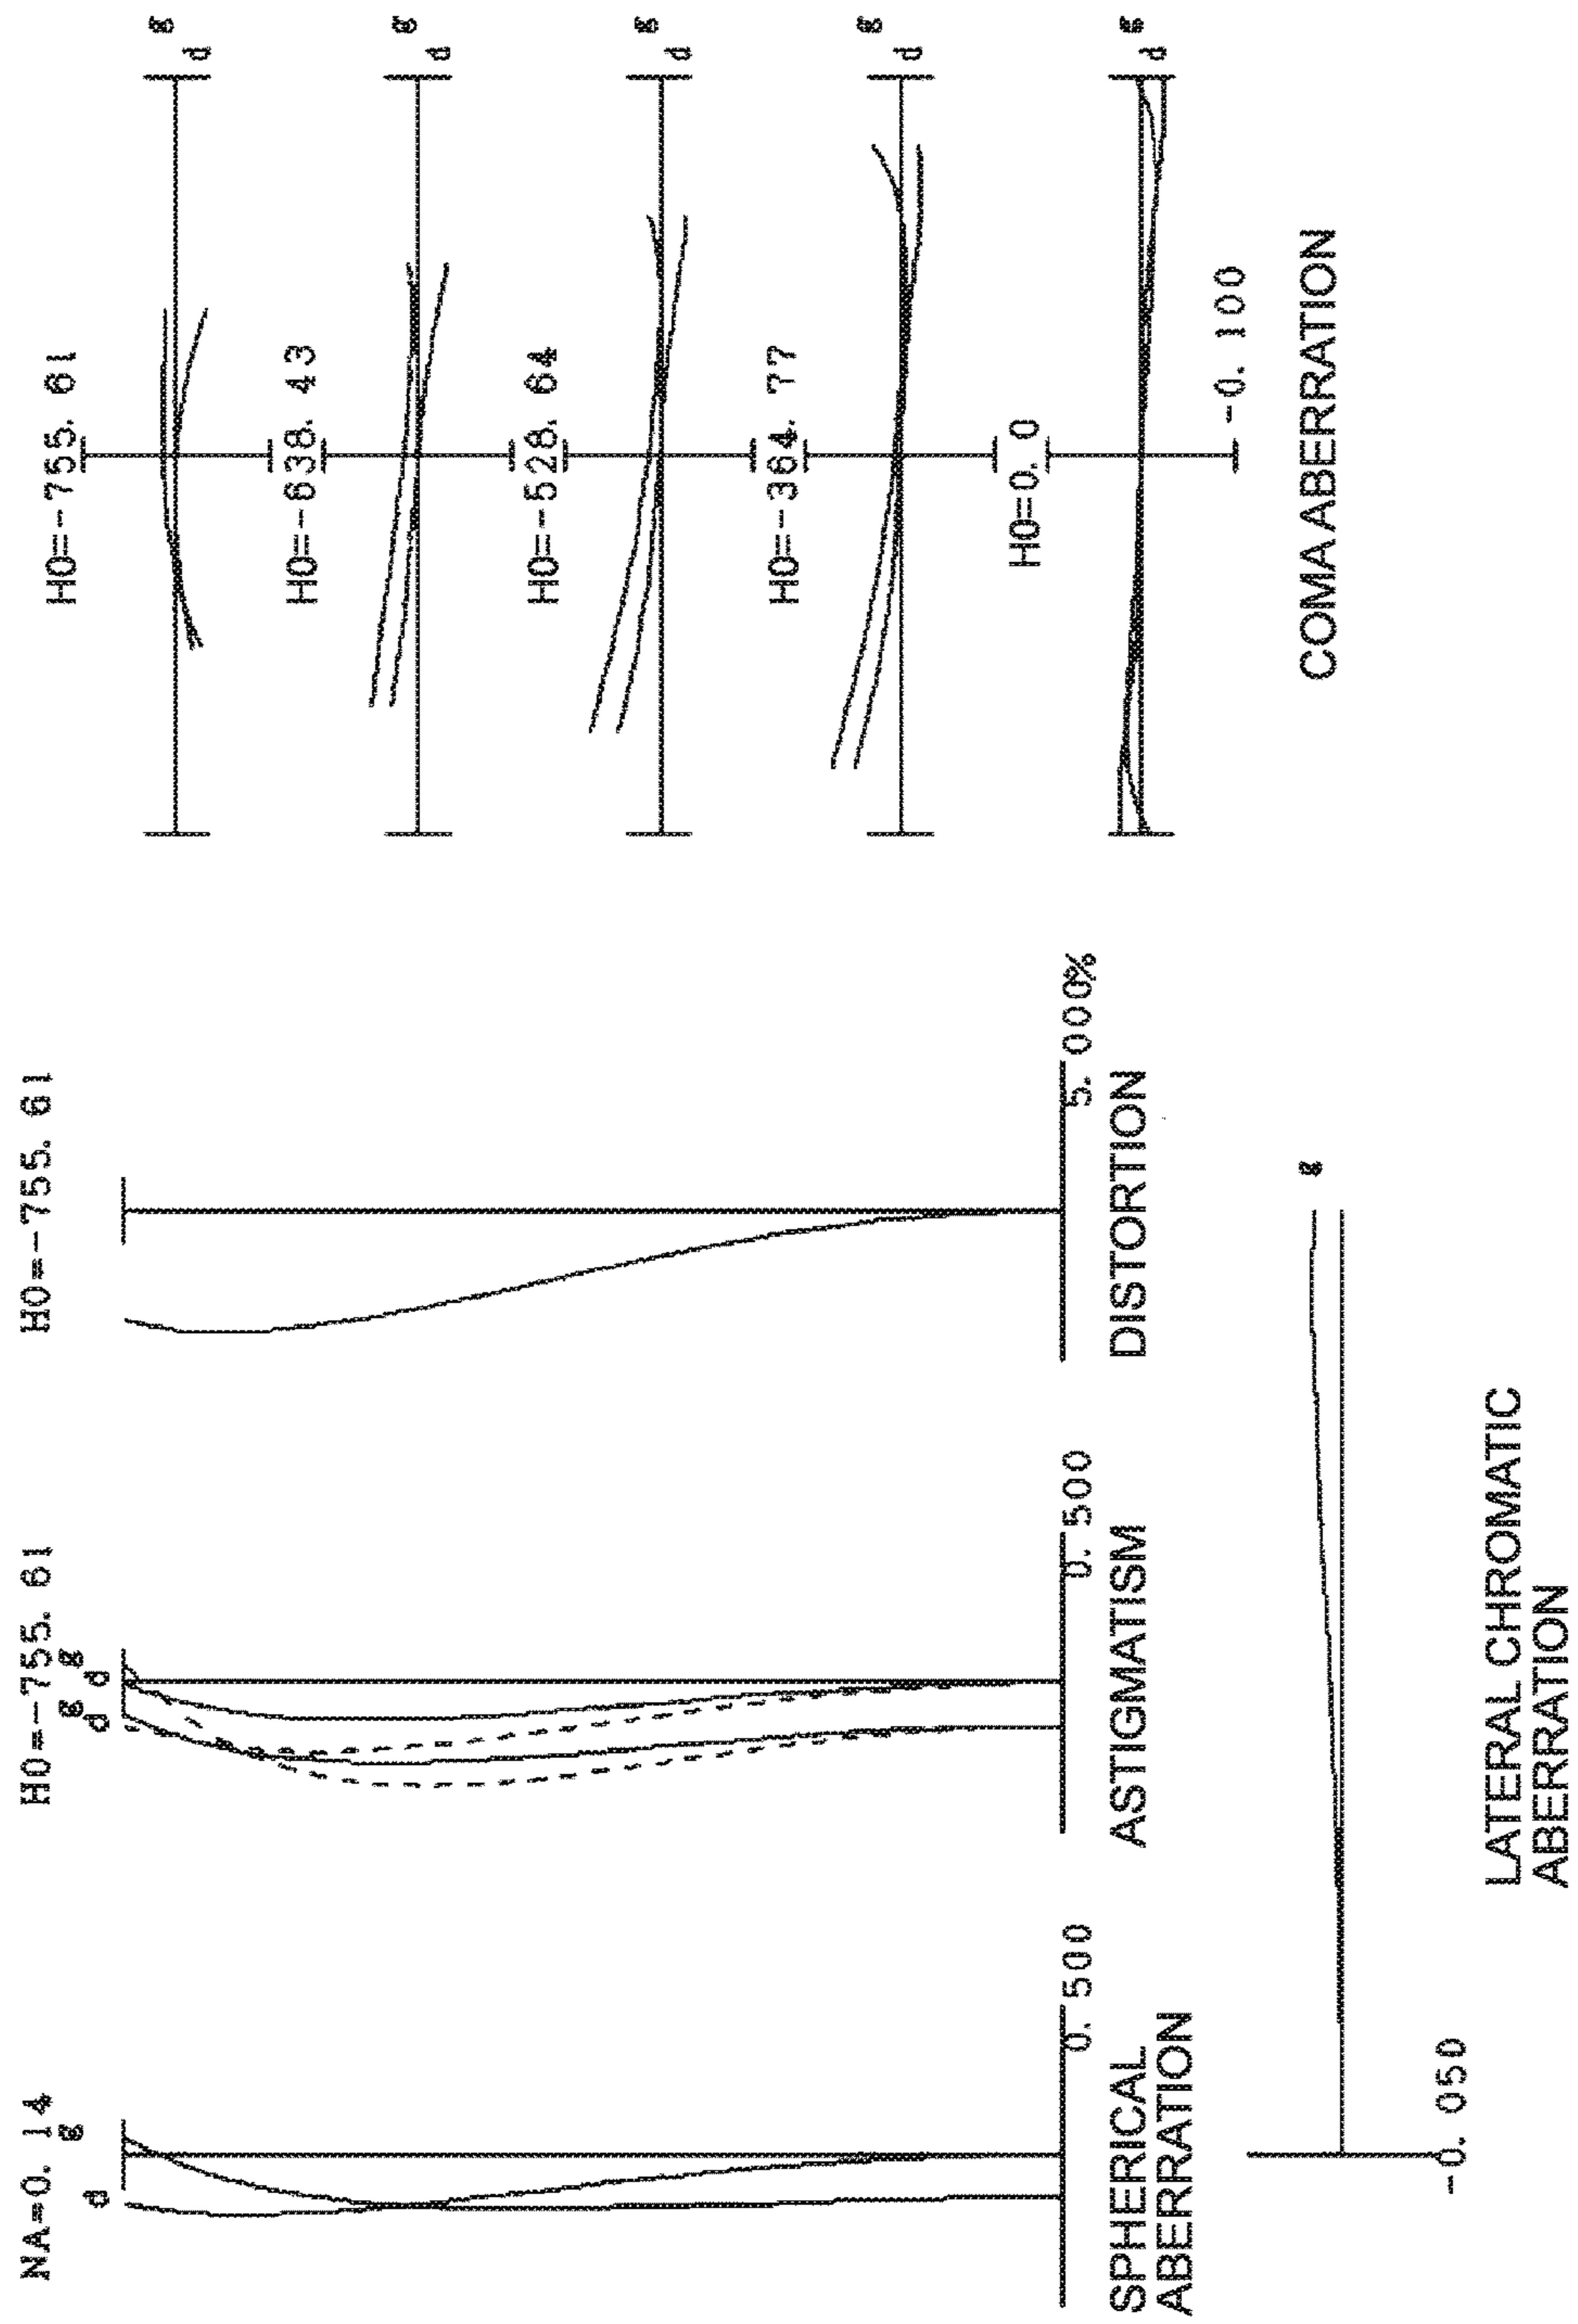 NA=0. 14
g
d
0. 500
SPHERICAL
ABERRATION
H0=-755. 61
g
g
d
d
0. 500
ASTIGMATISM
H0=-755. 61
5. 000%
DISTORTION
g
-0. 050
LATERAL CHROMATIC
ABERRATION
H0=-755. 61
g
d
H0=-638. 43
g
d
H0=-528. 64
g
d
H0=-364. 77
g
d
H0=0. 0
g
d
-0. 100
COMA ABERRATION